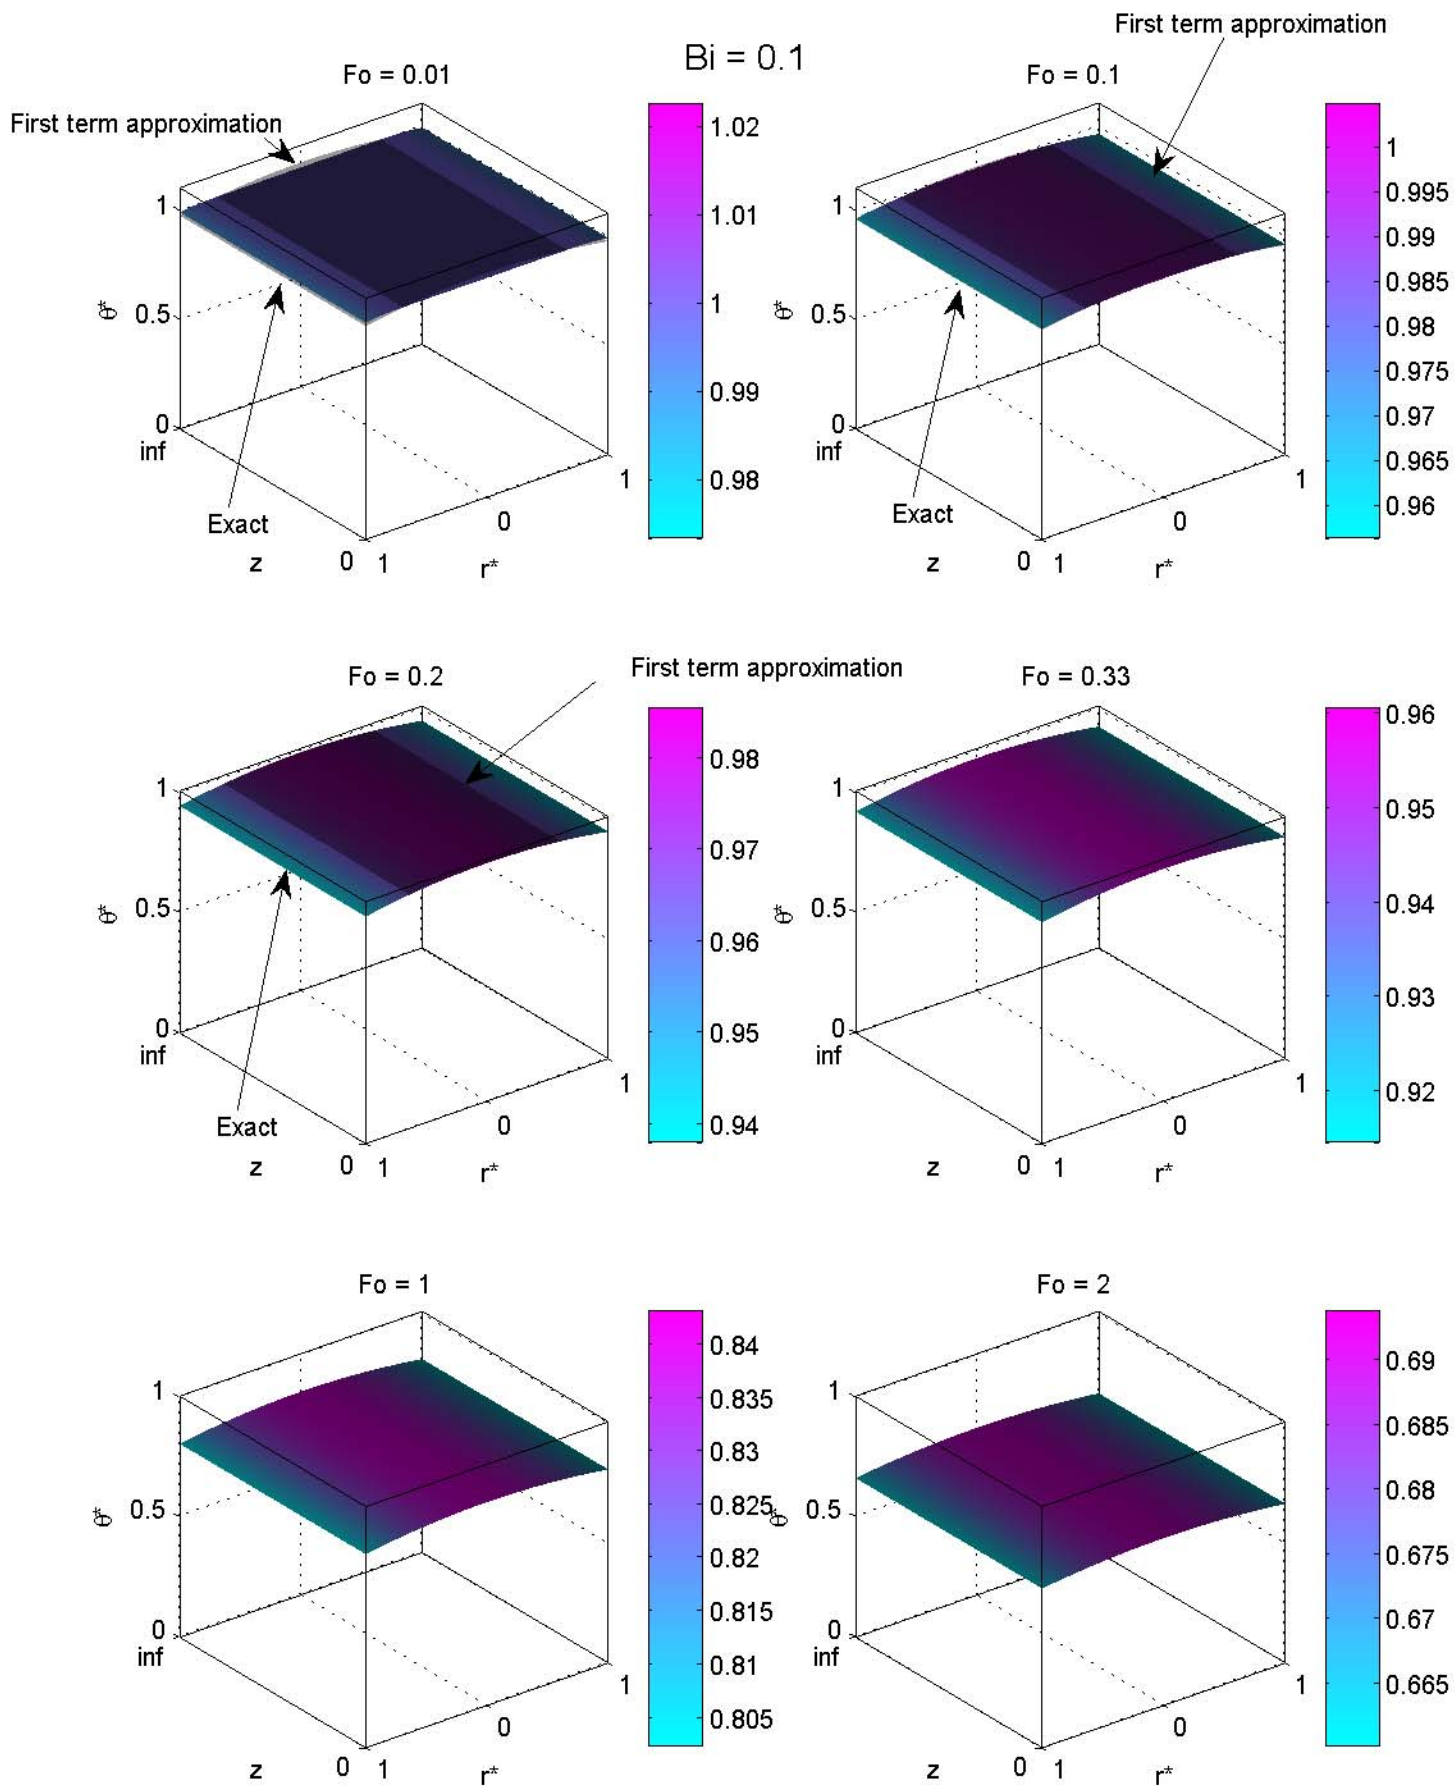 First term approximation
Bi = 0.1
Fo = 0.01
Fo = 0.1
First term approximation
1
0.5
0
inf
θ*
z
0
1
r*
0
1
Exact
1.02
1.01
1
0.99
0.98
1
0.5
0
inf
θ*
z
0
1
r*
0
1
Exact
1
0.995
0.99
0.985
0.98
0.975
0.97
0.965
0.96
Fo = 0.2
First term approximation
Fo = 0.33
1
0.5
0
inf
θ*
z
0
1
r*
0
1
Exact
0.98
0.97
0.96
0.95
0.94
1
0.5
0
inf
θ*
z
0
1
r*
0
1
0.96
0.95
0.94
0.93
0.92
Fo = 1
Fo = 2
1
0.5
0
inf
θ*
z
0
1
r*
0
1
0.84
0.835
0.83
0.825
0.82
0.815
0.81
0.805
1
0.5
0
inf
θ*
z
0
1
r*
0
1
0.69
0.685
0.68
0.675
0.67
0.665